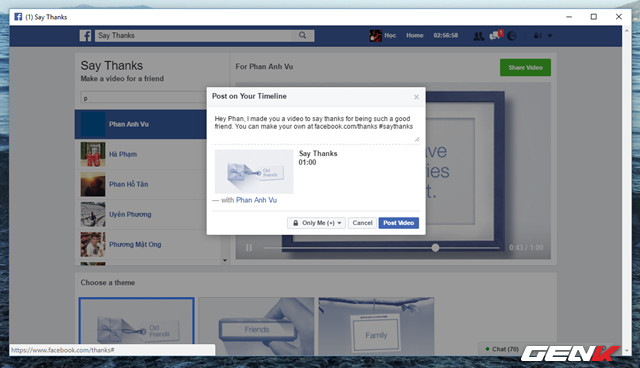 (1) Say Thanks
Say Thanks
Học
Home
02:56:58
Say Thanks
Make a video for a friend
p
Phan Anh Vu
Hà Phạm
Phan Hồ Tân
Uyên Phương
Phương Mặt Ong
For Phan Anh Vu
Share Video
Post on Your Timeline
Hey Phan, I made you a video to say thanks for being such a good
friend. You can make your own at facebook.com/thanks #saythanks
Old
Friends
Say Thanks
01:00
— with Phan Anh Vu
Only Me (+)
Cancel
Post Video
0:43 / 1:00
Choose a theme
Old
Friends
Friends
Family
https://www.facebook.com/thanks#
Chat (70)
GENK